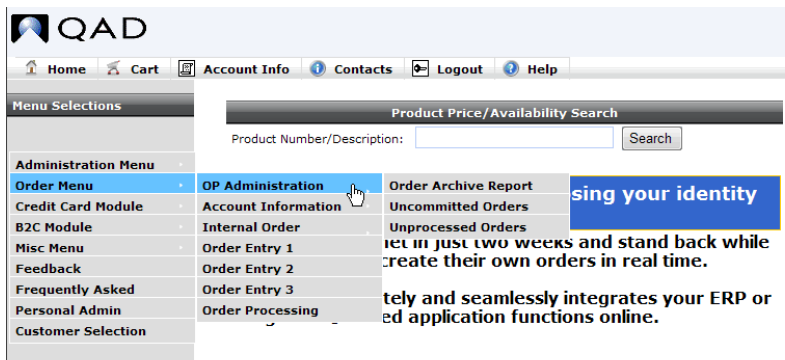 QAD
Home Cart Account Info Contacts Logout Help
Menu Selections
Product Price/Availability Search
Product Number/Description: Search
Administration Menu
Order Menu OP Administration Order Archive Report
Credit Card Module Account Information Uncommitted Orders
B2C Module Internal Order Unprocessed Orders
Misc Menu Order Entry 1
Feedback Order Entry 2
Frequently Asked Order Entry 3
Personal Admin Order Processing
Customer Selection
your identity
in just two weeks and stand back while
create their own orders in real time.
and seamlessly integrates your ERP or
application functions online.